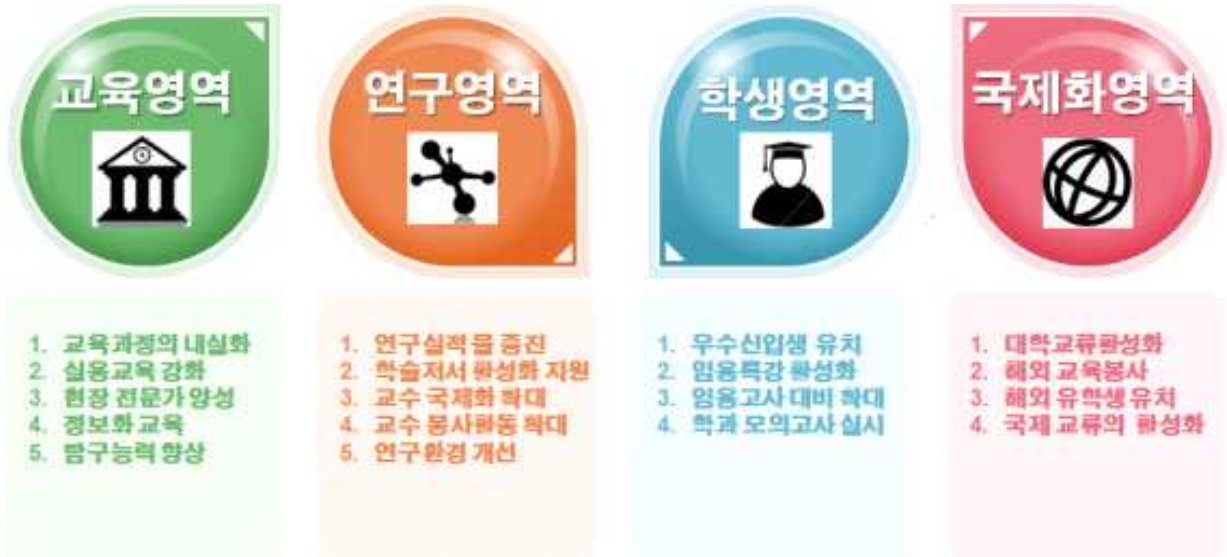 교육영역
1. 교육과정의 내실화
2. 실용교육 강화
3. 현장 전문가 양성
4. 정보화 교육
5. 탐구능력 향상
연구영역
1. 연구실적물 증진
2. 학술저서 활성화 지원
3. 교수 국제화 확대
4. 교수 봉사활동 확대
5. 연구환경 개선
학생영역
1. 우수신입생 유치
2. 임용특강 활성화
3. 임용고사 대비 확대
4. 학과 모의고사 실시
국제화영역
1. 대학교류활성화
2. 해외 교육봉사
3. 해외 유학생 유치
4. 국제 교류의 활성화